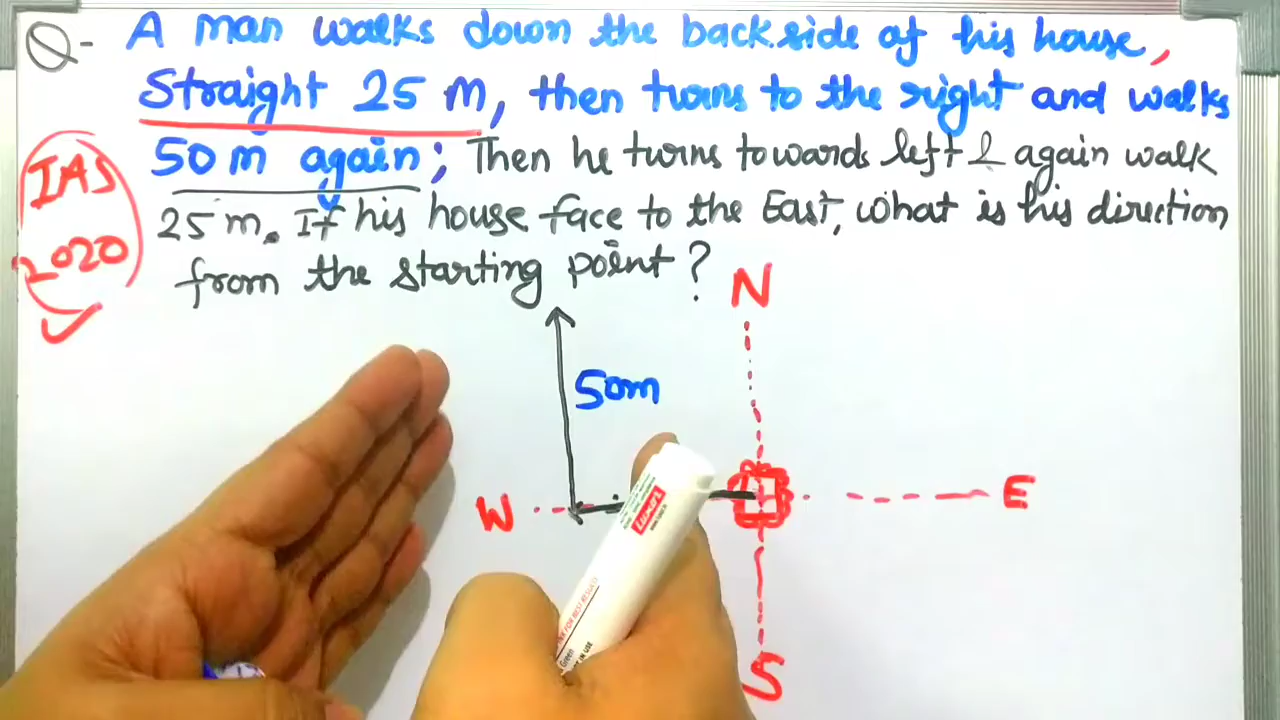 Q- A man walks down the back side of his house,
Straight 25 M, then turns to the right and walks
50 m again; Then he turns towards left & again walk
25 m. If his house face to the East, What is his direction
from the starting point?
IAS
2020
N
50m
W
E
S